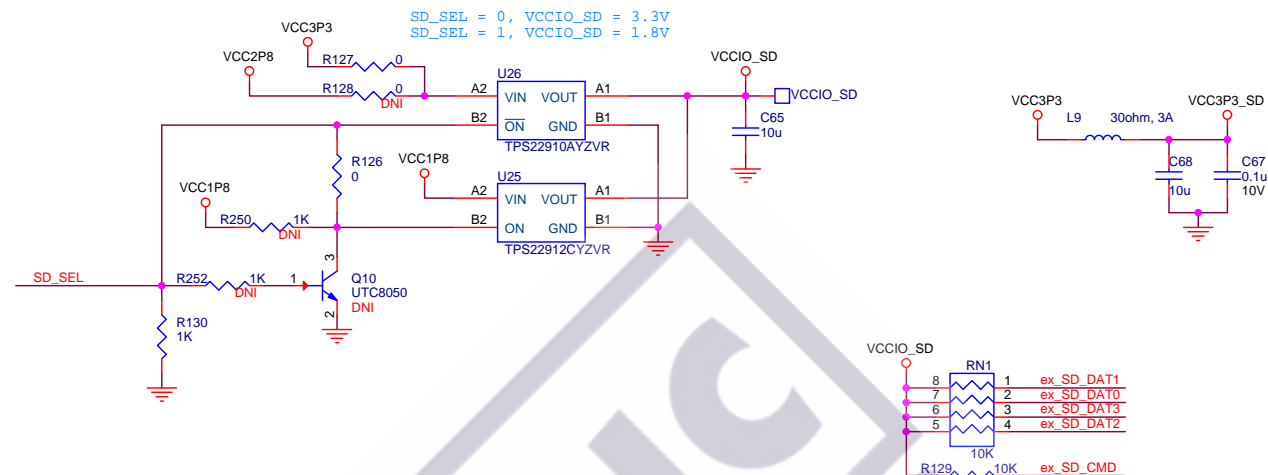 SD_SEL = 0, VCCIO_SD = 3.3V
SD_SEL = 1, VCCIO_SD = 1.8V
VCC3P3
R127 0
VCC2P8
R128 0
DNI
U26
A2 VIN VOUT A1
B2 ON GND B1
TPS22910AYZVR
VCCIO_SD
VCCIO_SD
C65
10u
R126
0
VCC1P8
U25
A2 VIN VOUT A1
B2 ON GND B1
TPS22912CYZVR
VCC1P8
R250 1K
DNI
SD_SEL
R252 1K
DNI
1
3
2
Q10
UTC8050
DNI
R130
1K
VCC3P3
L9 30ohm, 3A
VCC3P3_SD
C68
10u
C67
0.1u
10V
VCCIO_SD
RN1
8 1 ex_SD_DAT1
7 2 ex_SD_DAT0
6 3 ex_SD_DAT3
5 4 ex_SD_DAT2
10K
R129 10K ex_SD_CMD
IC